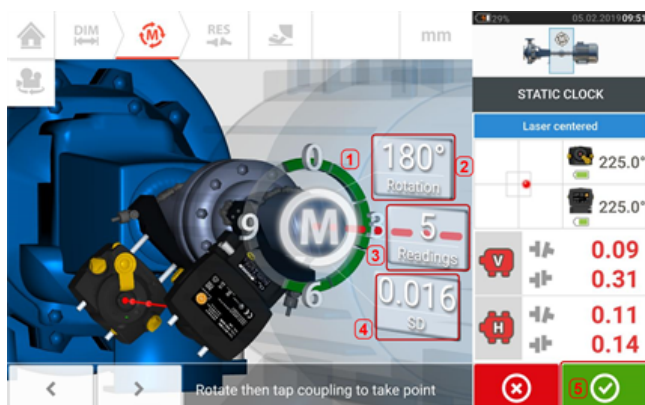 29%
05.02.2019 09:51
DIM
M
RES
mm
STATIC CLOCK
Laser centered
225.0°
225.0°
0
1
180°
Rotation
2
9
M
3
5
Readings
6
4
0.016
SD
V
0.09
0.31
H
0.11
0.14
Rotate then tap coupling to take point
5